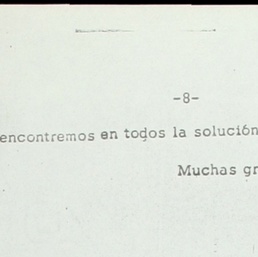 -8-
encontremos en todos la solución
Muchas gr